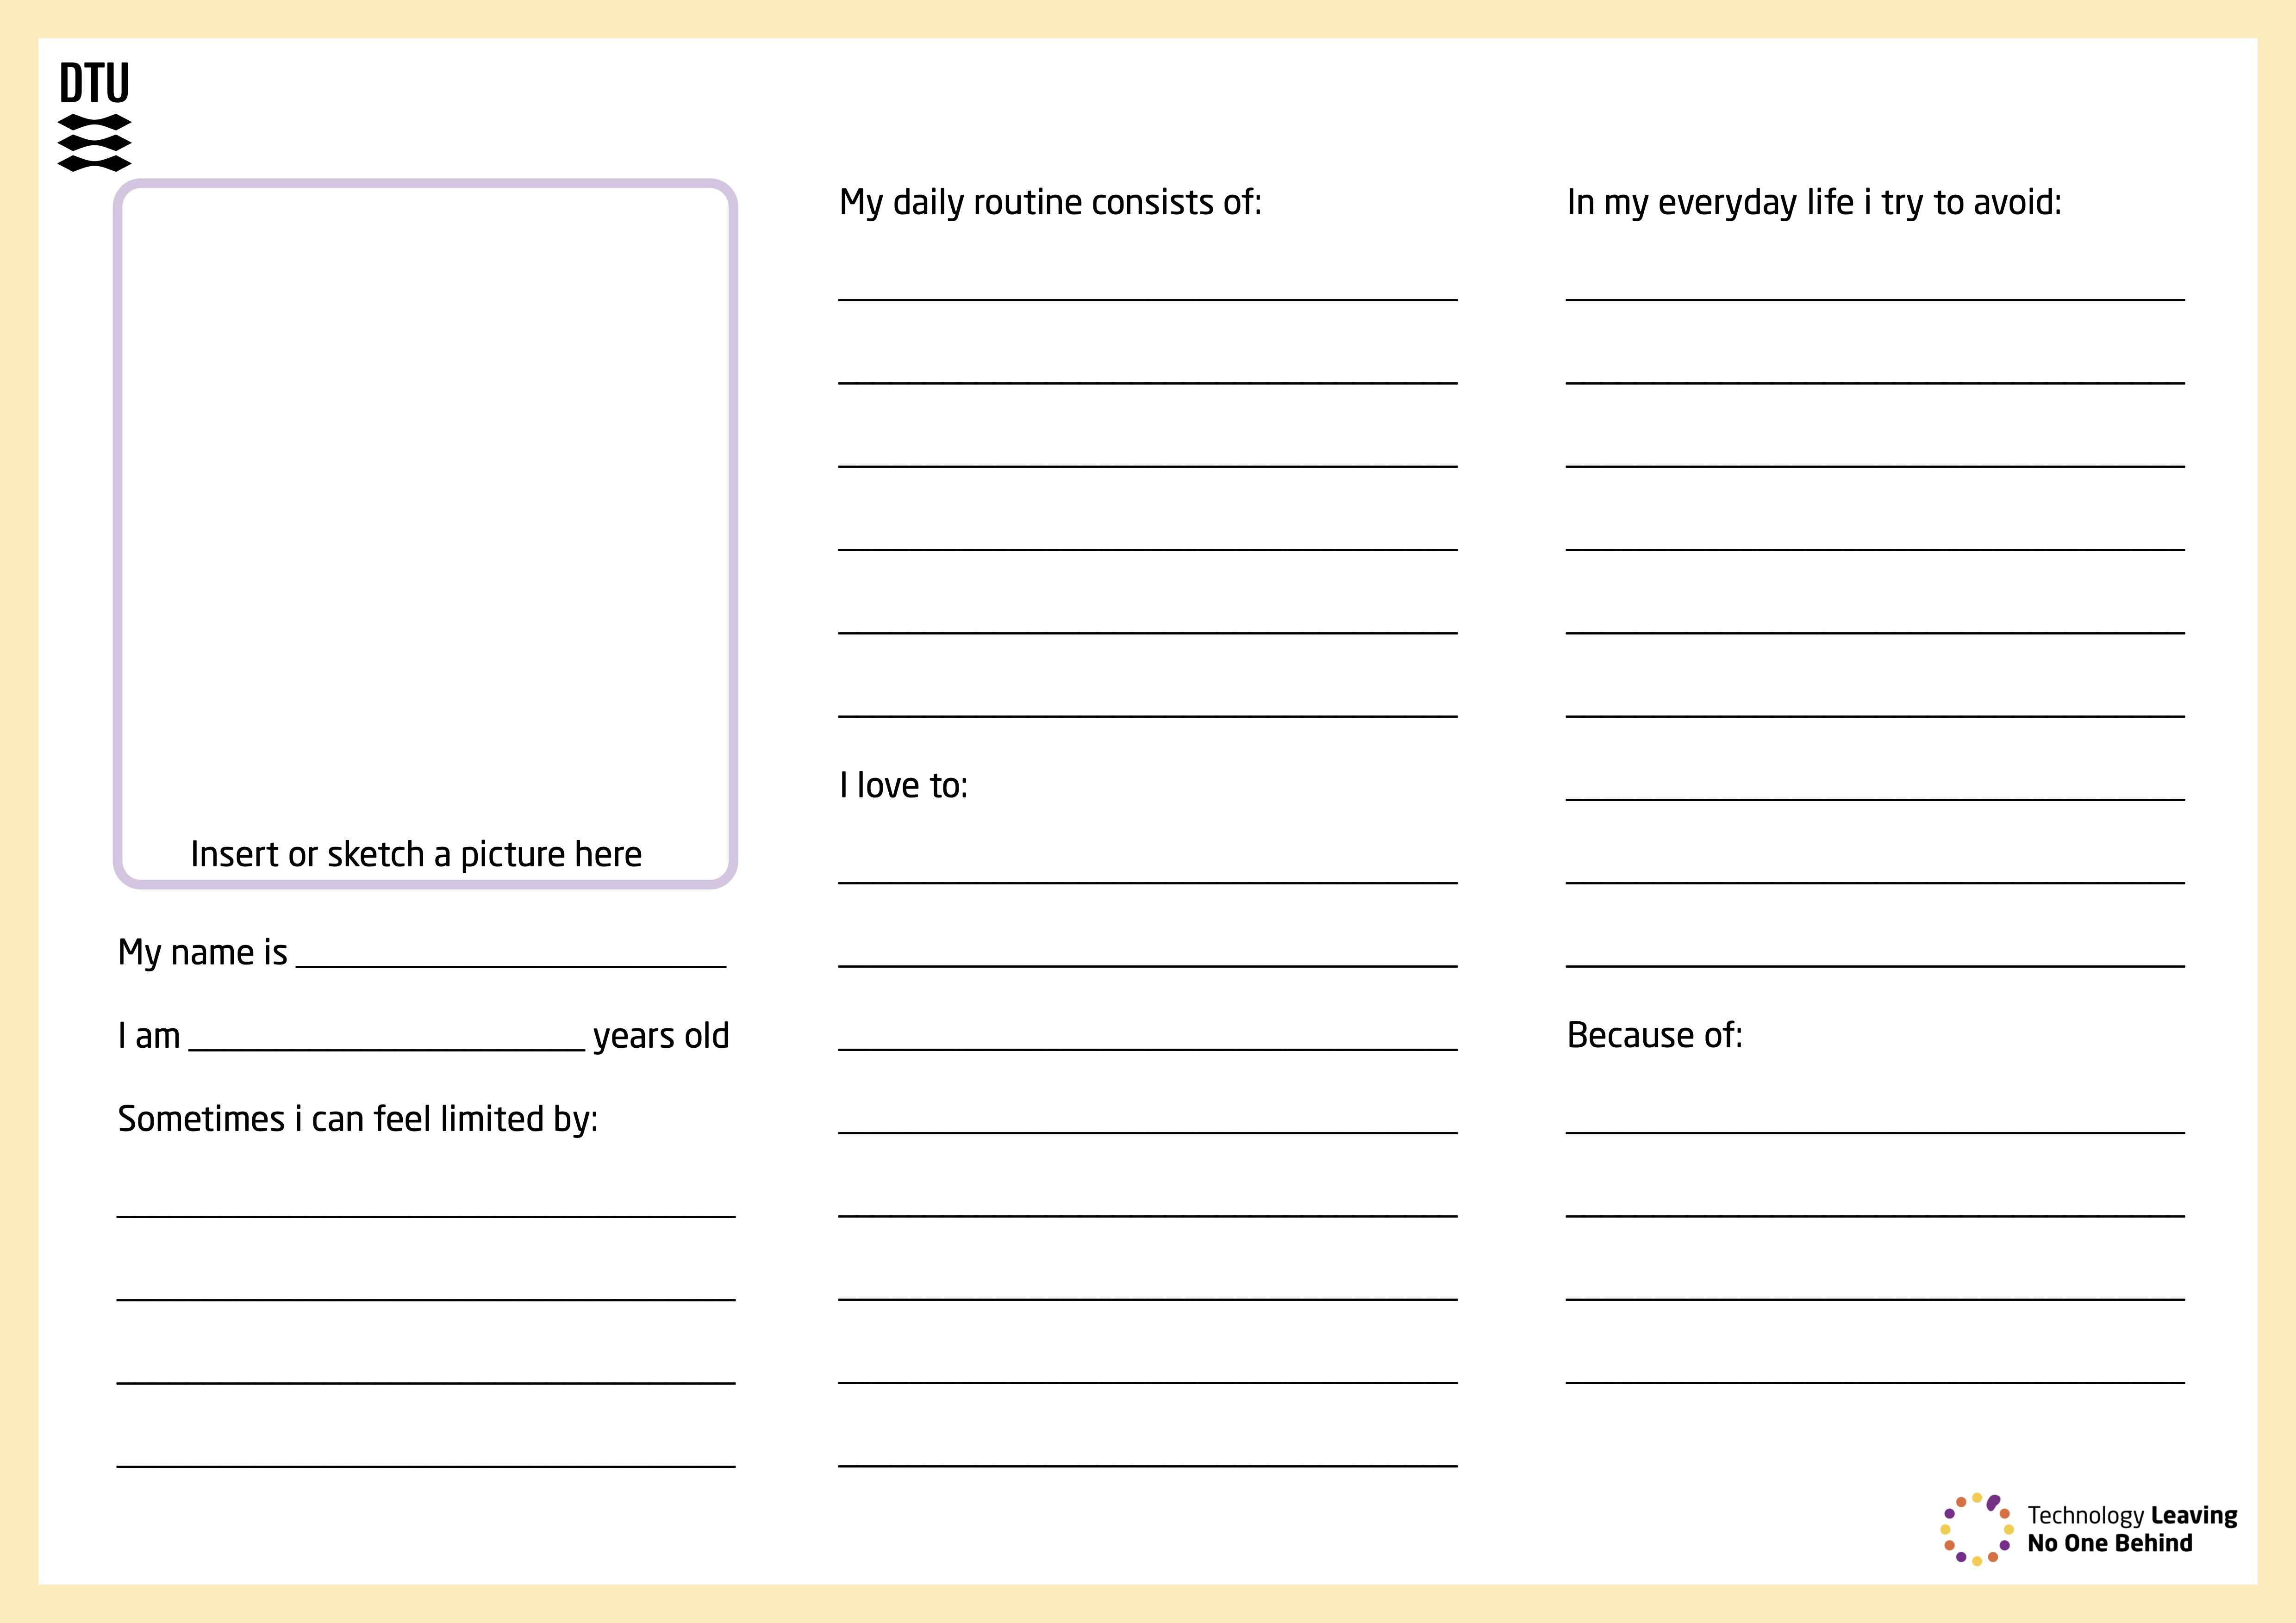 DTU
Insert or sketch a picture here
My name is
I am years old
Sometimes i can feel limited by:
My daily routine consists of:
I love to:
In my everyday life i try to avoid:
Because of:
Technology Leaving
No One Behind